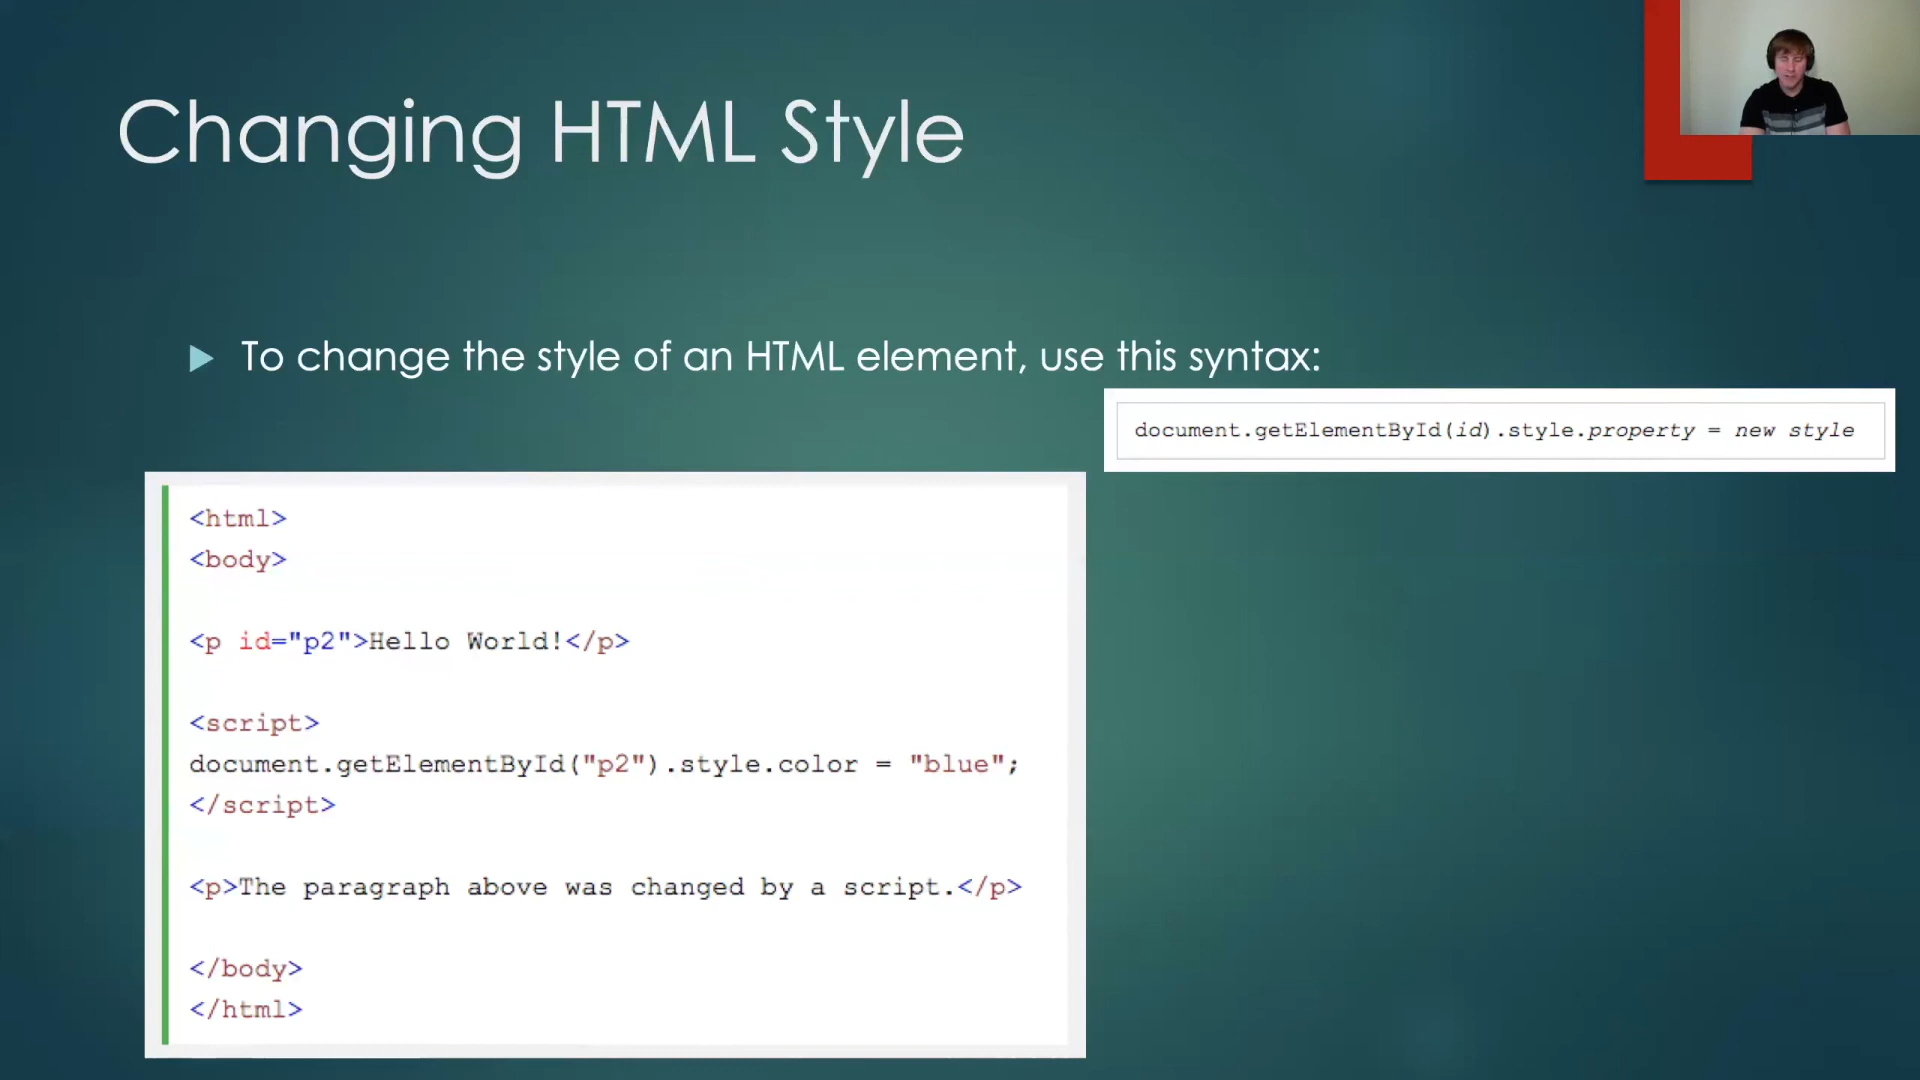 Changing HTML Style
To change the style of an HTML element, use this syntax:
document.getElementById(id).style.property = new style
<html>
<body>
<p id="p2">Hello World!</p>
<script>
document.getElementById("p2").style.color = "blue";
</script>
<p>The paragraph above was changed by a script.</p>
</body>
</html>